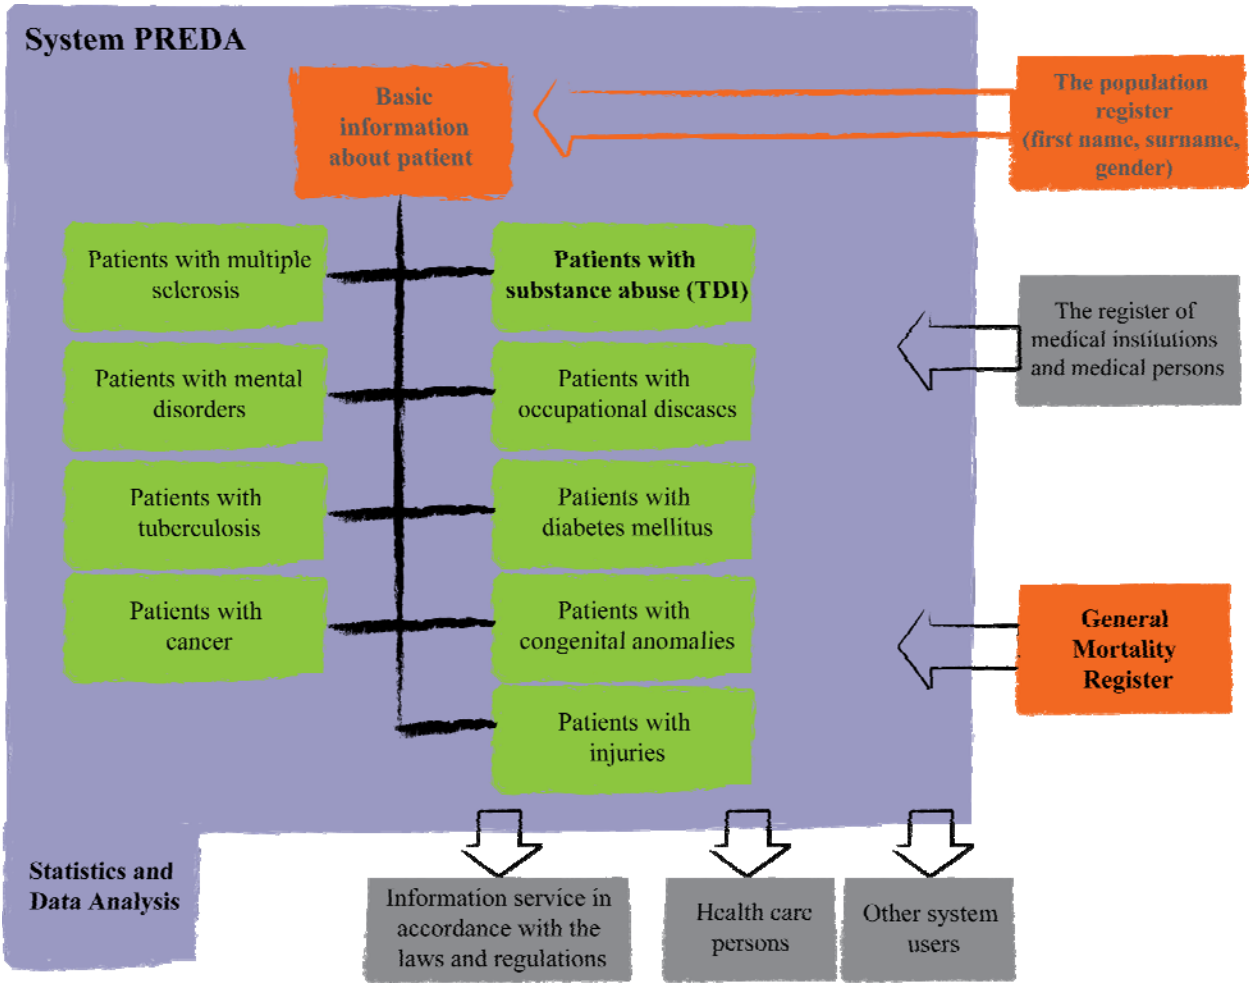 System PREDA
Basic
information
about patient
The population
register
(first name, surname,
gender)
Patients with multiple
sclerosis
Patients with
substance abuse (TDI)
The register of
medical institutions
and medical persons
Patients with mental
disorders
Patients with
occupational diseases
Patients with
tuberculosis
Patients with
diabetes mellitus
Patients with
cancer
Patients with
congenital anomalies
General
Mortality
Register
Patients with
injuries
Statistics and
Data Analysis
Information service in
accordance with the
laws and regulations
Health care
persons
Other system
users